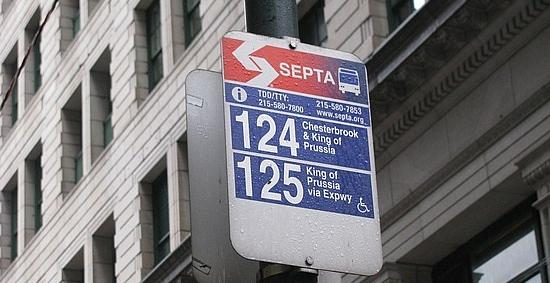 SEPTA
TDD/TTY: 215-580-7853
215-580-7800 www.septa.org
124 Chesterbrook
& King of
Prussia
125 King of
Prussia
via Expwy